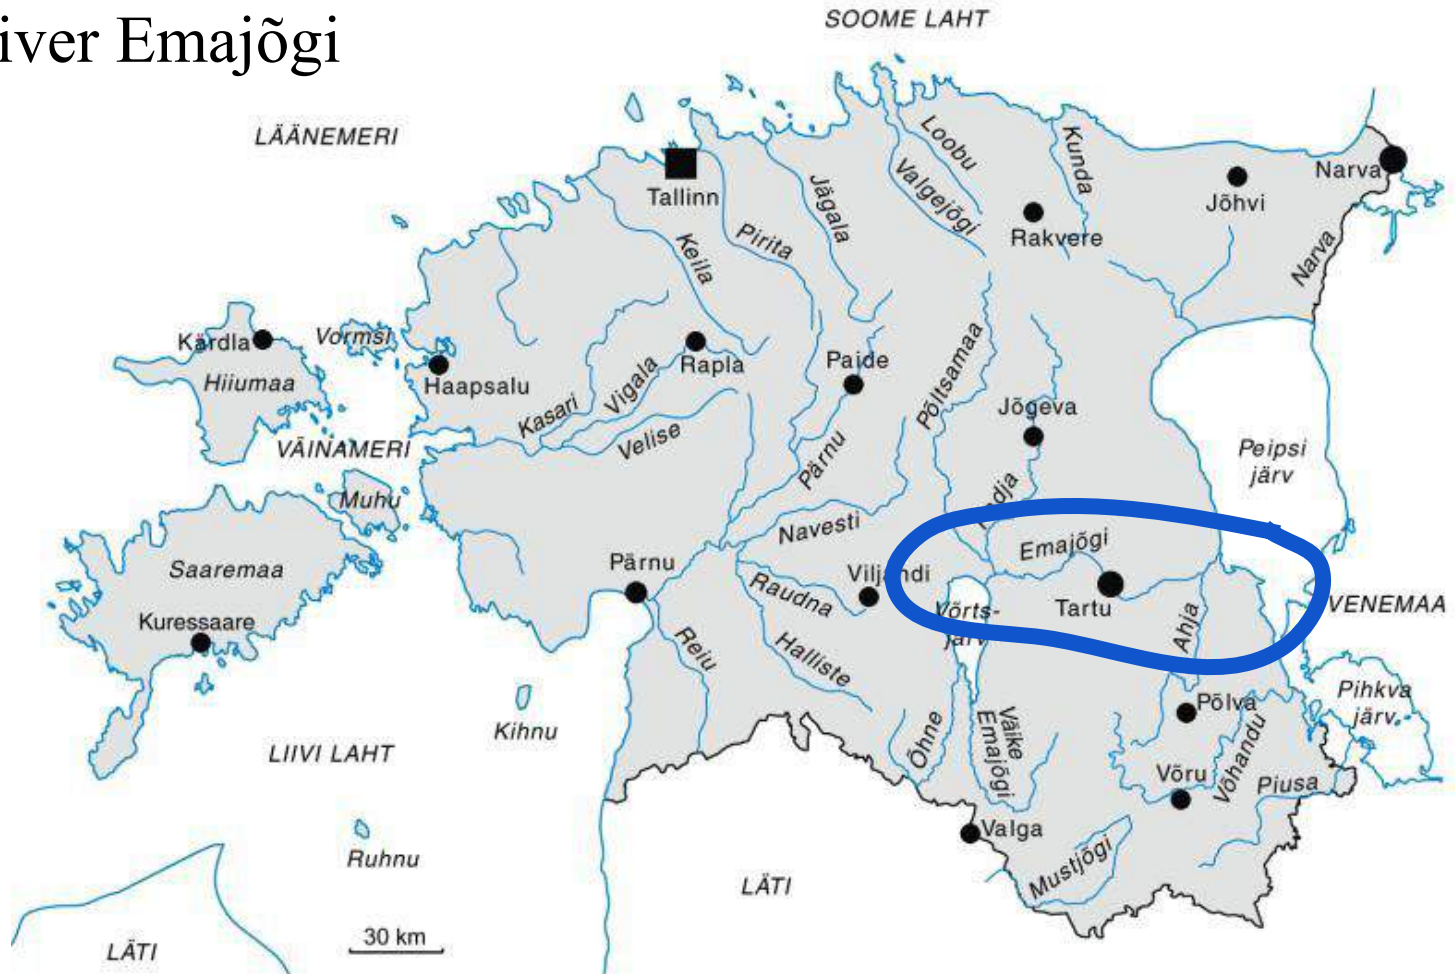 iver Emajõgi
SOOME LAHT
LÄÄNEMERI
Loobu
Kunda
Narva
Tallinn
Jägala
Valgejõgi
Jõhvi
Pirita
Rakvere
Keila
Narva
Kärdla
Vormsi
Hiiumaa
Haapsalu
Rapla
Paide
Põltsamaa
Vigala
Kasari
Jõgeva
Velise
VÄINAMERI
Pärnu
Peipsi
järv
Muhu
Navesti
Emajõgi
Saaremaa
Pärnu
Viljandi
Raudna
Võrts-
järv
Tartu
VENEMAA
Kuressaare
Reiu
Halliste
Ahja
Pihkva
järv
Põlva
Kihnu
Õhne
Väike
Emajõgi
Võhandu
LIIVI LAHT
Võru
Piusa
Valga
Ruhnu
Mustjõgi
LÄTI
30 km
LÄTI